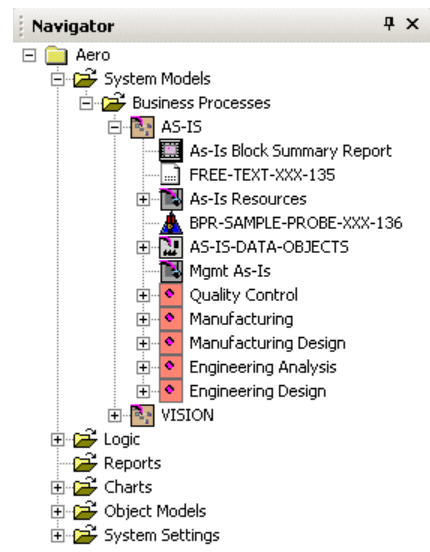 Navigator
Aero
System Models
Business Processes
AS-IS
As-Is Block Summary Report
FREE-TEXT-XXX-135
As-Is Resources
BPR-SAMPLE-PROBE-XXX-136
AS-IS-DATA-OBJECTS
Mgmt As-Is
Quality Control
Manufacturing
Manufacturing Design
Engineering Analysis
Engineering Design
VISION
Logic
Reports
Charts
Object Models
System Settings